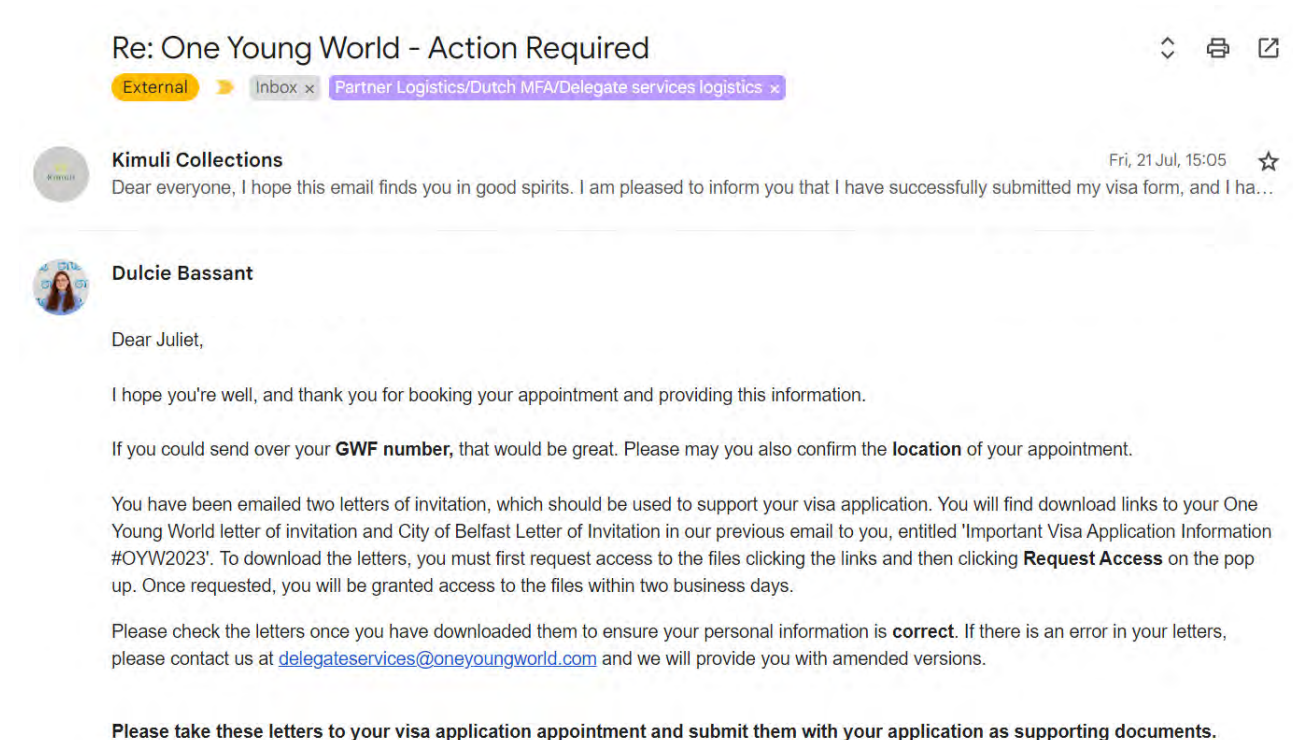 Re: One Young World - Action Required
External Inbox × Partner Logistics/Dutch MFA/Delegate services logistics ×
Kimuli Collections Fri, 21 Jul, 15:05
Dear everyone, I hope this email finds you in good spirits. I am pleased to inform you that I have successfully submitted my visa form, and I ha...
Dulcie Bassant
Dear Juliet,
I hope you're well, and thank you for booking your appointment and providing this information.
If you could send over your GWF number, that would be great. Please may you also confirm the location of your appointment.
You have been emailed two letters of invitation, which should be used to support your visa application. You will find download links to your One
Young World letter of invitation and City of Belfast Letter of Invitation in our previous email to you, entitled 'Important Visa Application Information
#OYW2023'. To download the letters, you must first request access to the files clicking the links and then clicking Request Access on the pop
up. Once requested, you will be granted access to the files within two business days.
Please check the letters once you have downloaded them to ensure your personal information is correct. If there is an error in your letters,
please contact us at delegateservices@oneyoungworld.com and we will provide you with amended versions.
Please take these letters to your visa application appointment and submit them with your application as supporting documents.